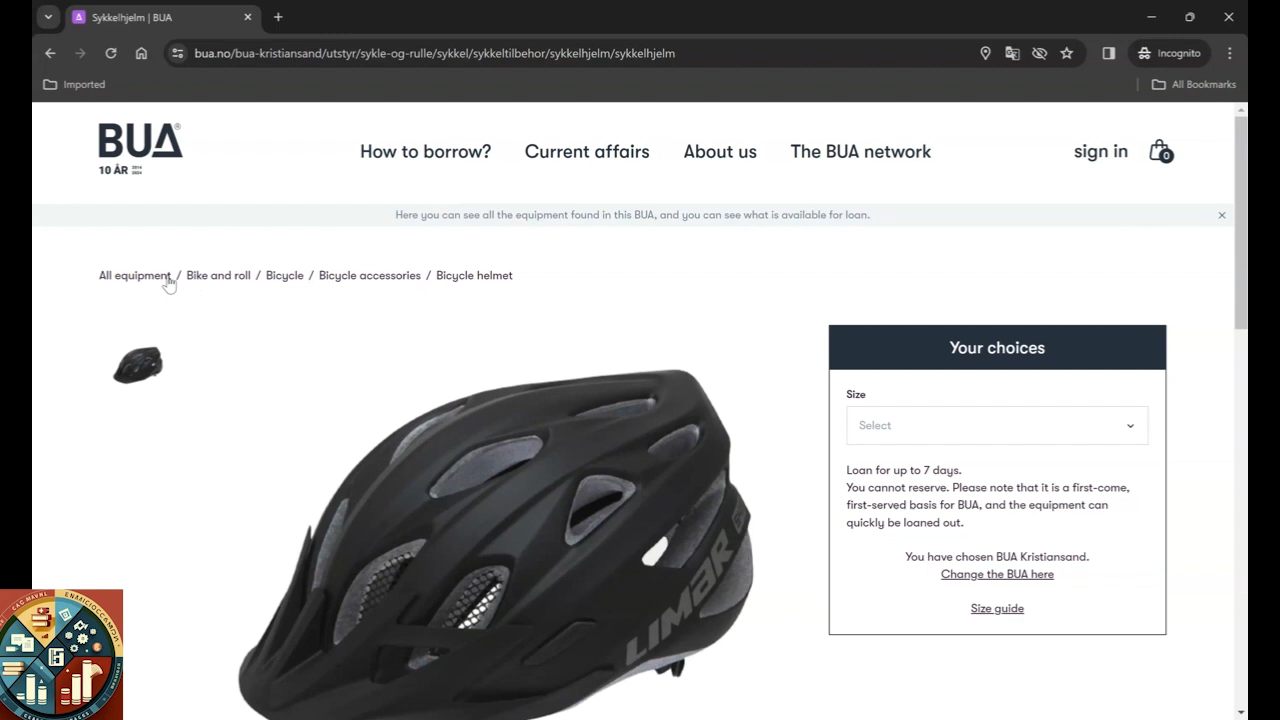 Sykkelhjelm | BUA
bua.no/bua-kristiansand/utstyr/sykle-og-rulle/sykkel/sykkeltilbehor/sykkelhjelm/sykkelhjelm
Incognito
Imported
All Bookmarks
BUA®
10 ÅR
How to borrow?
Current affairs
About us
The BUA network
sign in
0
Here you can see all the equipment found in this BUA, and you can see what is available for loan.
All equipment / Bike and roll / Bicycle / Bicycle accessories / Bicycle helmet
Your choices
Size
Select
Loan for up to 7 days.
You cannot reserve. Please note that it is a first-come,
first-served basis for BUA, and the equipment can
quickly be loaned out.
You have chosen BUA Kristiansand.
Change the BUA here
Size guide
LIMAR